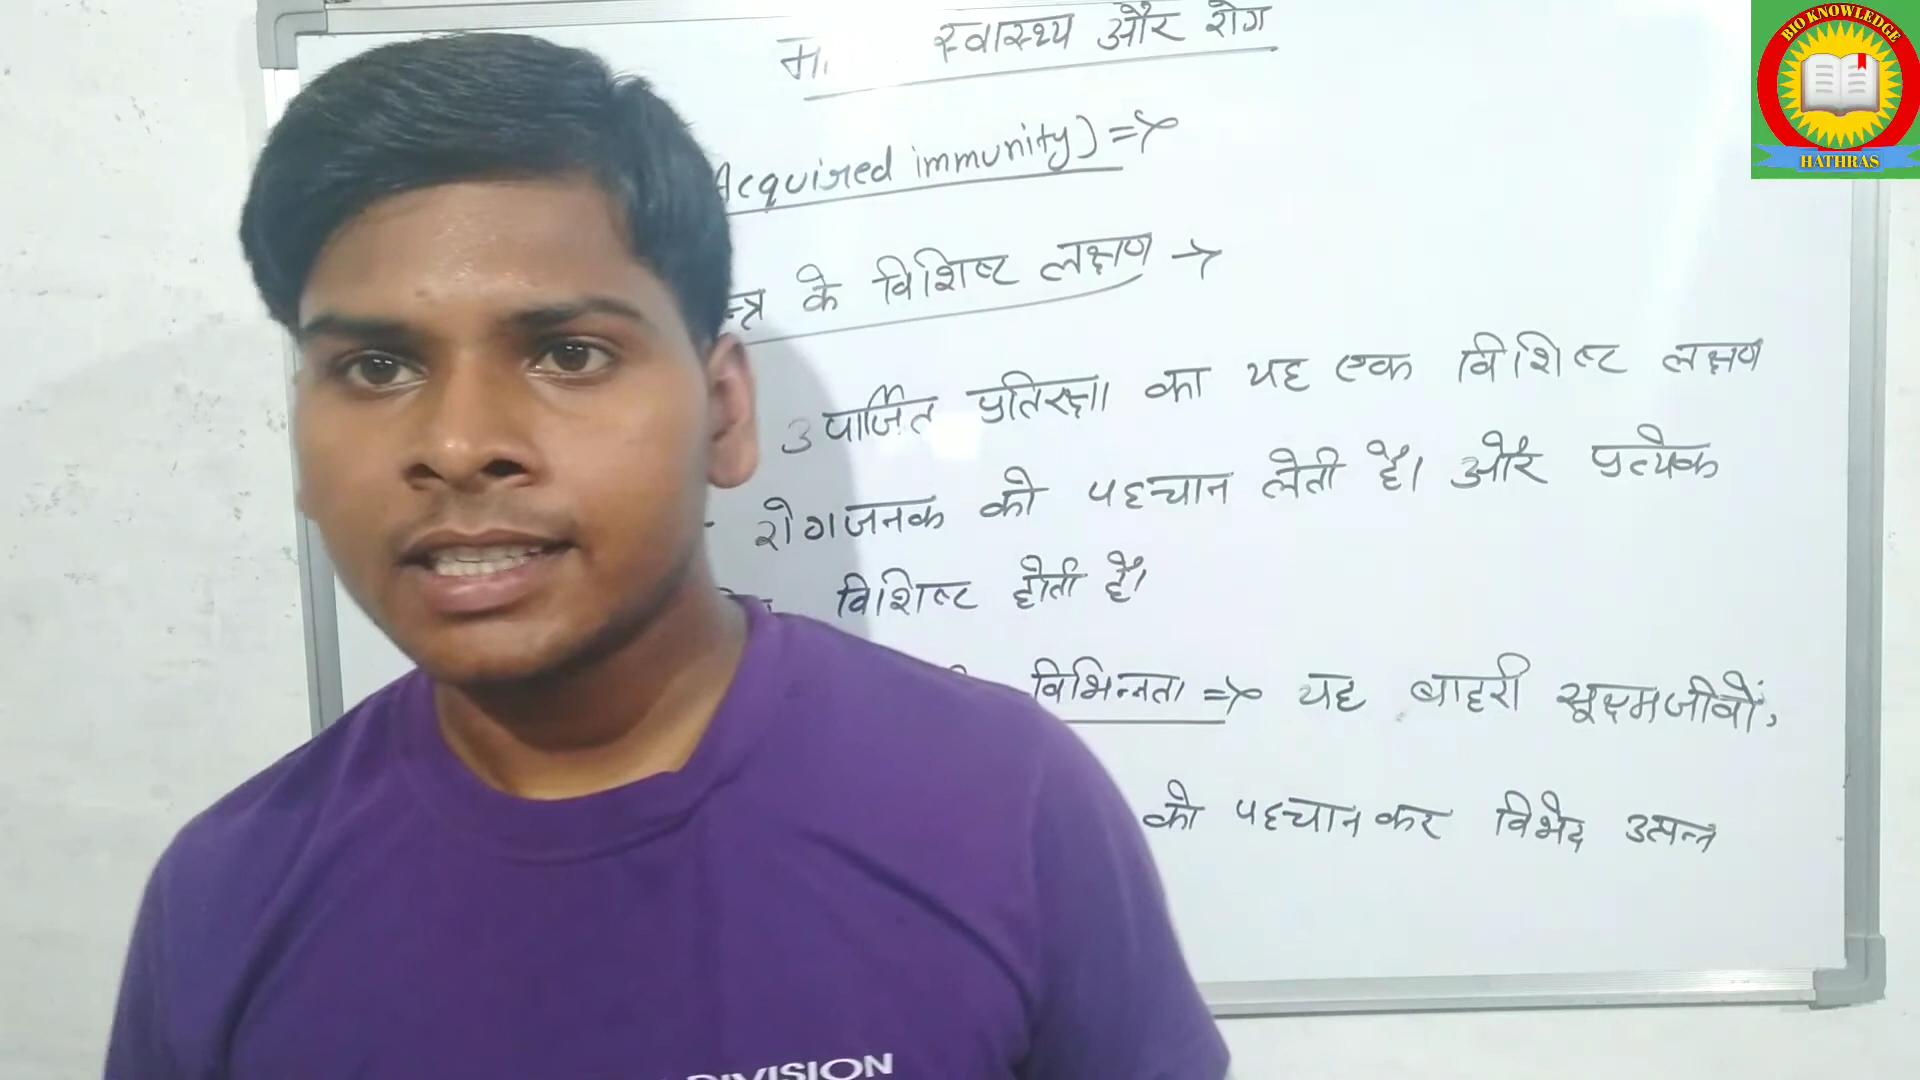 म. स्वास्थ्य और रोग
Acquired immunity) =>
न्त्र के विशिष्ट लक्षण →
उपार्जित प्रतिरक्षा का यह एक विशिष्ट लक्षण
रोगजनक को पहचान लेती है। और प्रत्येक
विशिष्ट होती है।
विभिन्नता => यह बाहरी सूक्ष्मजीवों,
को पहचानकर विभेद उत्पन्न
DIVISION
BIO KNOWLEDGE
HATHRAS